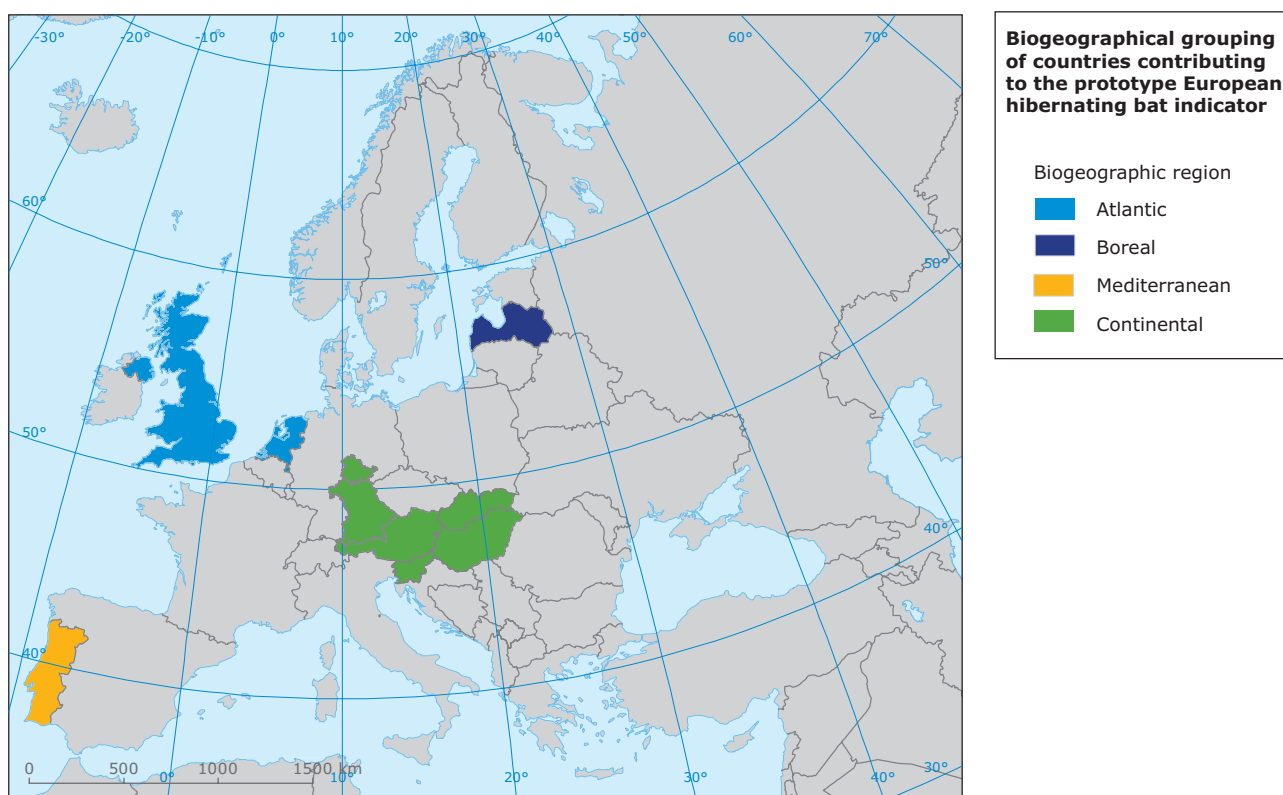 -30° -20° -10° 0° 10° 20° 30° 40° 50° 60° 70°
60°
50°
50°
40°
40°
0 500 1000 1500 km
0° 20° 30° 40° 30°
Biogeographical grouping
of countries contributing
to the prototype European
hibernating bat indicator
Biogeographic region
Atlantic
Boreal
Mediterranean
Continental